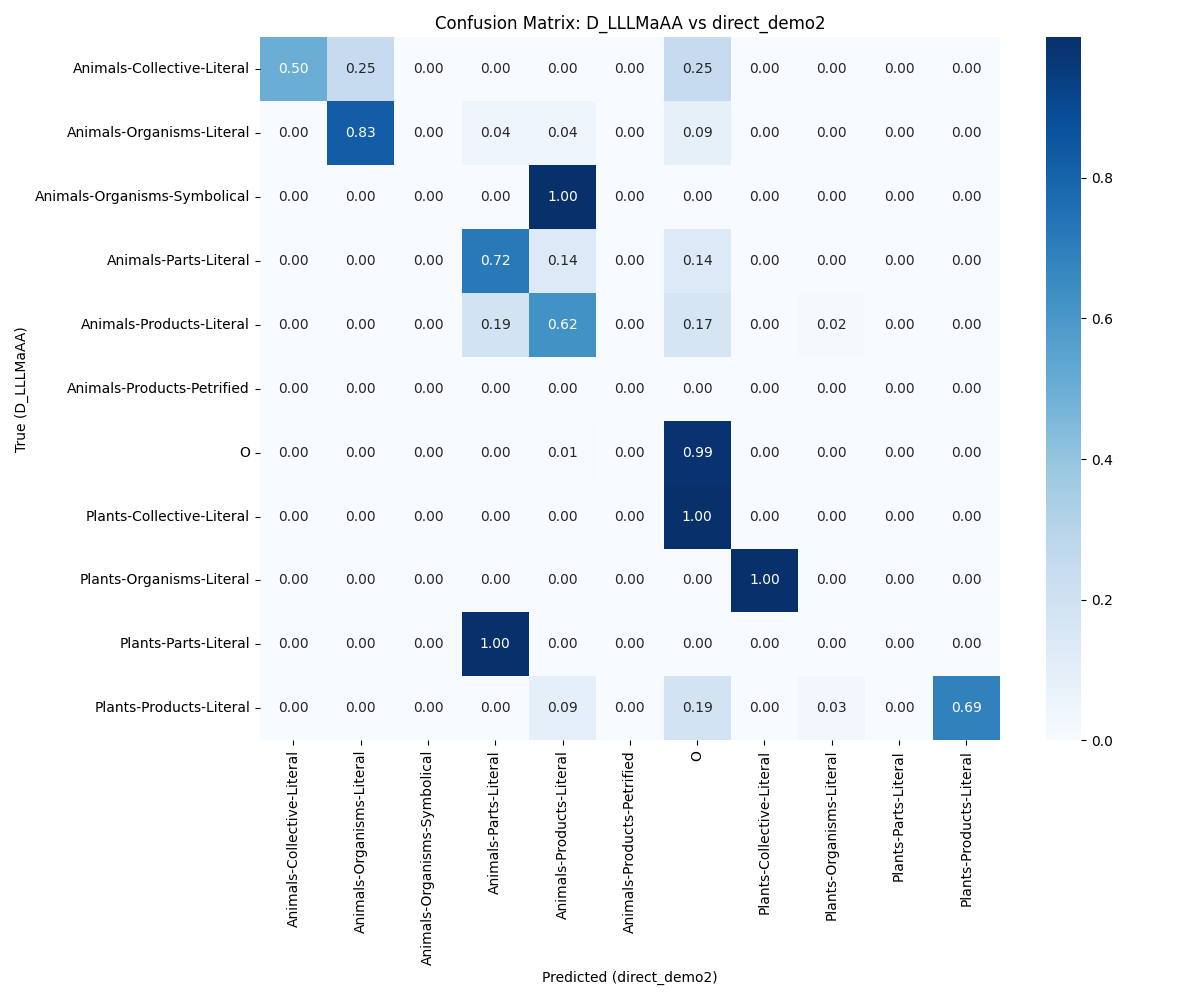 Confusion Matrix: D_LLLMaAA vs direct_demo2
Animals-Collective-Literal 0.50 0.25 0.00 0.00 0.00 0.00 0.25 0.00 0.00 0.00 0.00
Animals-Organisms-Literal 0.00 0.83 0.00 0.04 0.04 0.00 0.09 0.00 0.00 0.00 0.00
Animals-Organisms-Symbolical 0.00 0.00 0.00 0.00 1.00 0.00 0.00 0.00 0.00 0.00 0.00
Animals-Parts-Literal 0.00 0.00 0.00 0.72 0.14 0.00 0.14 0.00 0.00 0.00 0.00
Animals-Products-Literal 0.00 0.00 0.00 0.19 0.62 0.00 0.17 0.00 0.02 0.00 0.00
Animals-Products-Petrified 0.00 0.00 0.00 0.00 0.00 0.00 0.00 0.00 0.00 0.00 0.00
O 0.00 0.00 0.00 0.00 0.01 0.00 0.99 0.00 0.00 0.00 0.00
Plants-Collective-Literal 0.00 0.00 0.00 0.00 0.00 0.00 1.00 0.00 0.00 0.00 0.00
Plants-Organisms-Literal 0.00 0.00 0.00 0.00 0.00 0.00 0.00 1.00 0.00 0.00 0.00
Plants-Parts-Literal 0.00 0.00 0.00 1.00 0.00 0.00 0.00 0.00 0.00 0.00 0.00
Plants-Products-Literal 0.00 0.00 0.00 0.00 0.09 0.00 0.19 0.00 0.03 0.00 0.69
True (D_LLLMaAA)
Animals-Collective-Literal
Animals-Organisms-Literal
Animals-Organisms-Symbolical
Animals-Parts-Literal
Animals-Products-Literal
Animals-Products-Petrified
O
Plants-Collective-Literal
Plants-Organisms-Literal
Plants-Parts-Literal
Plants-Products-Literal
Predicted (direct_demo2)
0.8
0.6
0.4
0.2
0.0